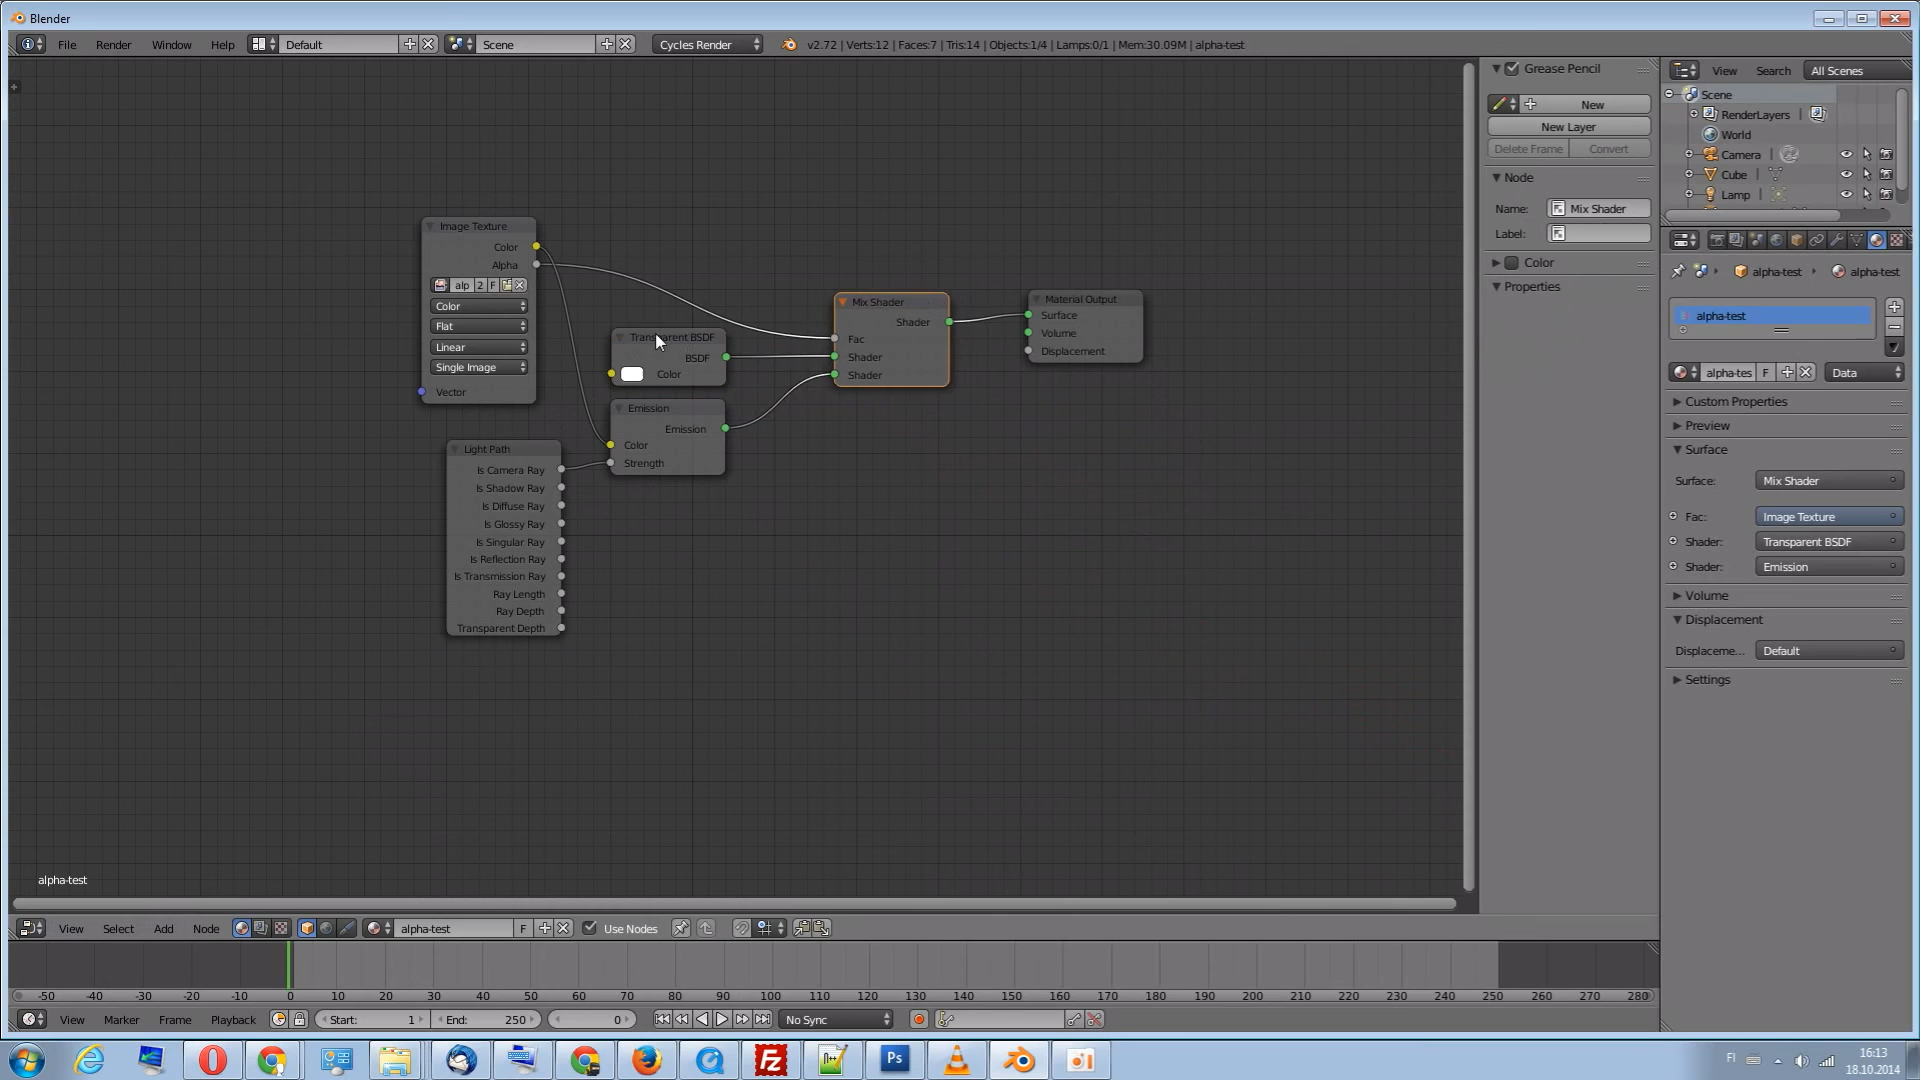 Blender
File Render Window Help Default Scene Cycles Render v2.72 | Verts:12 | Faces:7 | Tris:14 | Objects:1/4 | Lamps:0/1 | Mem:30.09M | alpha-test
Image Texture
Color
Alpha
alp 2 F
Color
Flat
Linear
Single Image
Vector
Light Path
Is Camera Ray
Is Shadow Ray
Is Diffuse Ray
Is Glossy Ray
Is Singular Ray
Is Reflection Ray
Is Transmission Ray
Ray Length
Ray Depth
Transparent Depth
Transparent BSDF
BSDF
Color
Emission
Emission
Color
Strength
Mix Shader
Shader
Fac
Shader
Shader
Material Output
Surface
Volume
Displacement
alpha-test
Grease Pencil
New
New Layer
Delete Frame Convert
Node
Name: Mix Shader
Label:
Color
Properties
View Search All Scenes
Scene
RenderLayers
World
Camera
Cube
Lamp
alpha-test alpha-test
alpha-test
alpha-tes F Data
Custom Properties
Preview
Surface
Surface: Mix Shader
Fac: Image Texture
Shader: Transparent BSDF
Shader: Emission
Volume
Displacement
Displaceme... Default
Settings
View Select Add Node alpha-test F Use Nodes
-50 -40 -30 -20 -10 0 10 20 30 40 50 60 70 80 90 100 110 120 130 140 150 160 170 180 190 200 210 220 230 240 250 260 270 280
View Marker Frame Playback Start: 1 End: 250 0 No Sync
Fz Ps FI 16:13
18.10.2014